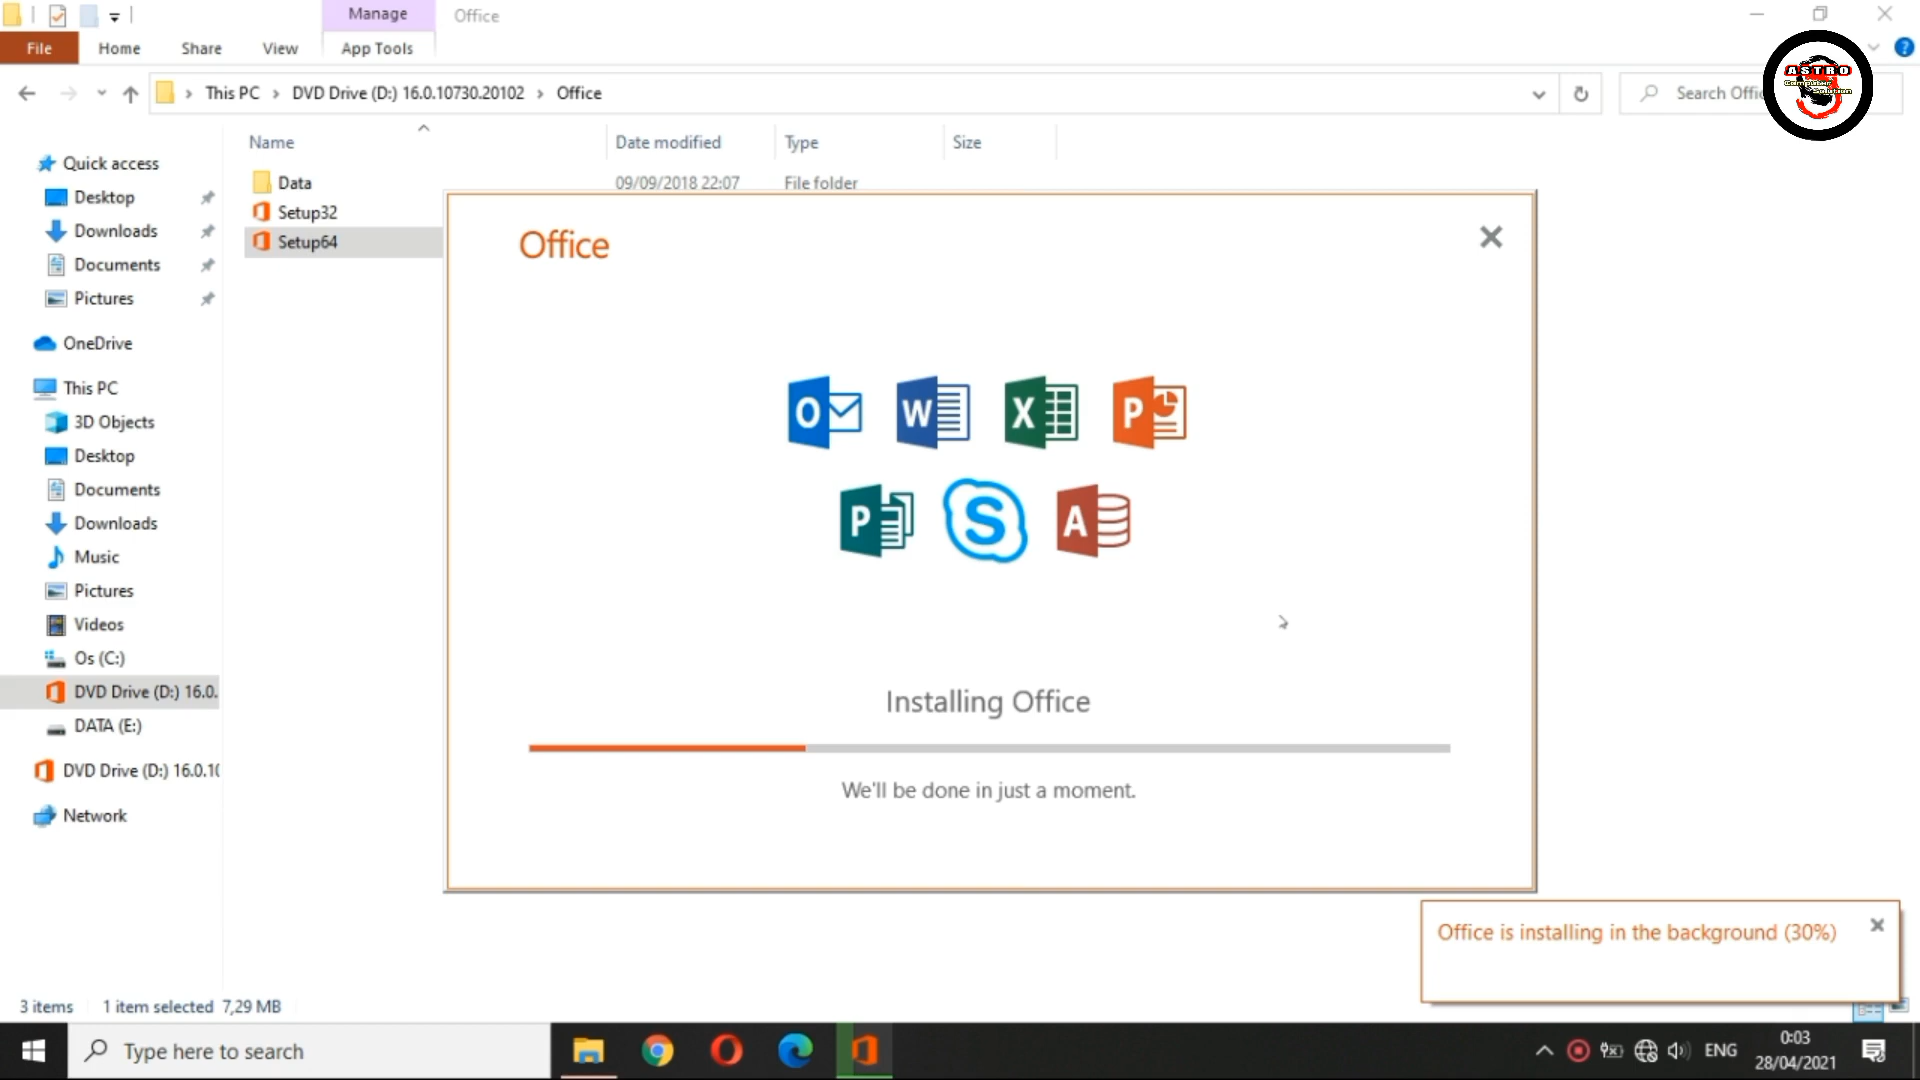 Manage
Office
File
Home
Share
View
App Tools
This PC
DVD Drive (D:) 16.0.10730.20102
Office
Search Offi
ASTRO
Computer
Solution
Name
Date modified
Type
Size
Quick access
Desktop
Downloads
Documents
Pictures
OneDrive
This PC
3D Objects
Desktop
Documents
Downloads
Music
Pictures
Videos
Os (C:)
DVD Drive (D:) 16.0.
DATA (E:)
DVD Drive (D:) 16.0.10
Network
Data
09/09/2018 22:07
File folder
Setup32
Setup64
Office
O
W
X
P
P
S
A
Installing Office
We'll be done in just a moment.
Office is installing in the background (30%)
3 items
1 item selected 7,29 MB
Type here to search
ENG
0:03
28/04/2021